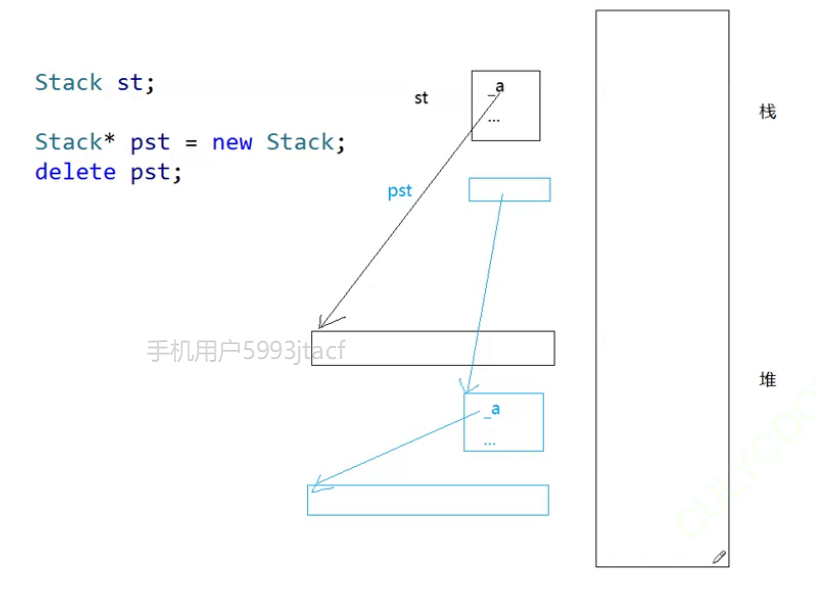 Stack st;
Stack* pst = new Stack;
delete pst;
st
_a
...
栈
pst
手机用户5993jtacf
堆
_a
...
CULYCDC